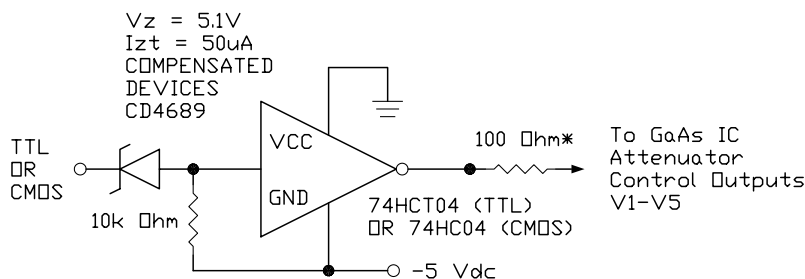 Vz = 5.1V
Izt = 50uA
COMPENSATED
DEVICES
CD4689
TTL
OR
CMOS
10k Ohm
VCC
GND
100 Ohm*
74HCT04 (TTL)
OR 74HC04 (CMOS)
-5 Vdc
To GaAs IC
Attenuator
Control Outputs
V1-V5